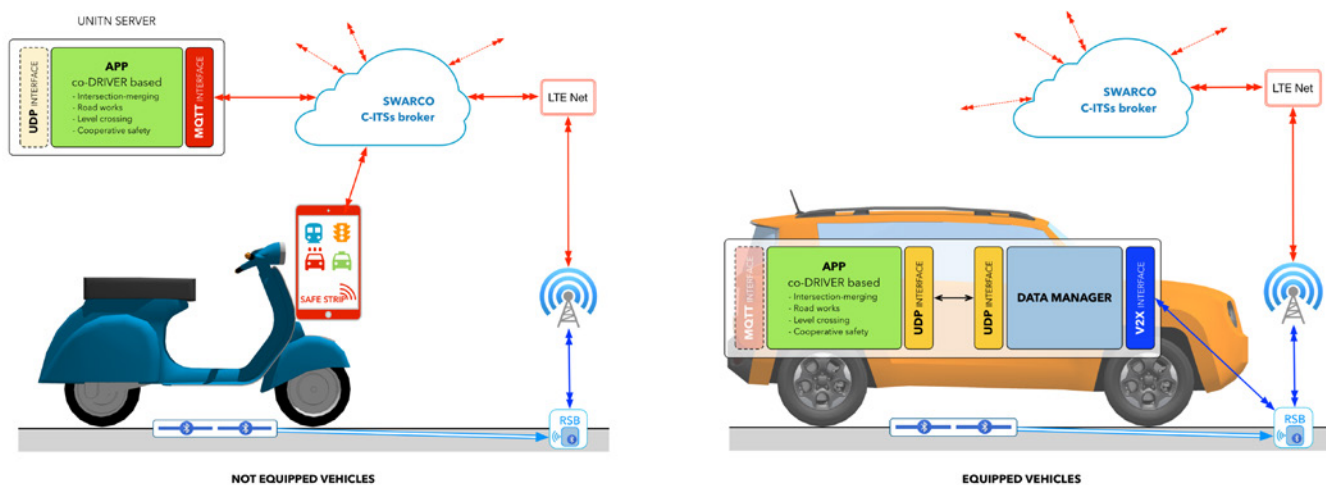 UNITN SERVER
UDP INTERFACE
APP
co-DRIVER based
- Intersection-merging
- Road works
- Level crossing
- Cooperative safety
MQTT INTERFACE
SWARCO
C-ITSs broker
LTE Net
SAFE STRIP
RSB
NOT EQUIPPED VEHICLES
SWARCO
C-ITSs broker
LTE Net
MQTT INTERFACE
APP
co-DRIVER based
- Intersection-merging
- Road works
- Level crossing
- Cooperative safety
UDP INTERFACE
UDP INTERFACE
DATA MANAGER
V2X INTERFACE
RSB
EQUIPPED VEHICLES